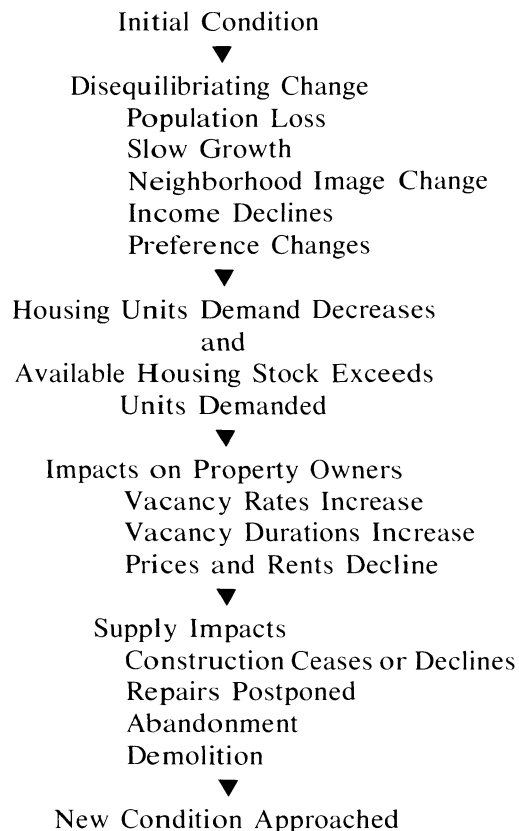 Initial Condition
▼
Disequilibriating Change
Population Loss
Slow Growth
Neighborhood Image Change
Income Declines
Preference Changes
▼
Housing Units Demand Decreases
and
Available Housing Stock Exceeds
Units Demanded
▼
Impacts on Property Owners
Vacancy Rates Increase
Vacancy Durations Increase
Prices and Rents Decline
▼
Supply Impacts
Construction Ceases or Declines
Repairs Postponed
Abandonment
Demolition
▼
New Condition Approached